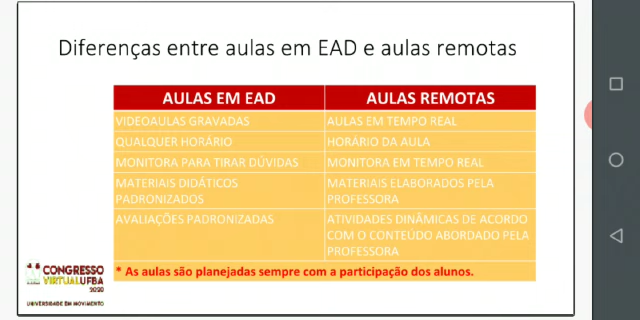 Diferenças entre aulas em EAD e aulas remotas
AULAS EM EAD
AULAS REMOTAS
VIDEOAULAS GRAVADAS
AULAS EM TEMPO REAL
QUALQUER HORÁRIO
HORÁRIO DA AULA
MONITORA PARA TIRAR DÚVIDAS
MONITORA EM TEMPO REAL
MATERIAIS DIDÁTICOS
PADRONIZADOS
MATERIAIS ELABORADOS PELA
PROFESSORA
AVALIAÇÕES PADRONIZADAS
ATIVIDADES DINÂMICAS DE ACORDO
COM O CONTEÚDO ABORDADO PELA
PROFESSORA
* As aulas são planejadas sempre com a participação dos alunos.
CONGRESSO
VIRTUALUFBA
2020
UNIVERSIDADE EM MOVIMENTO